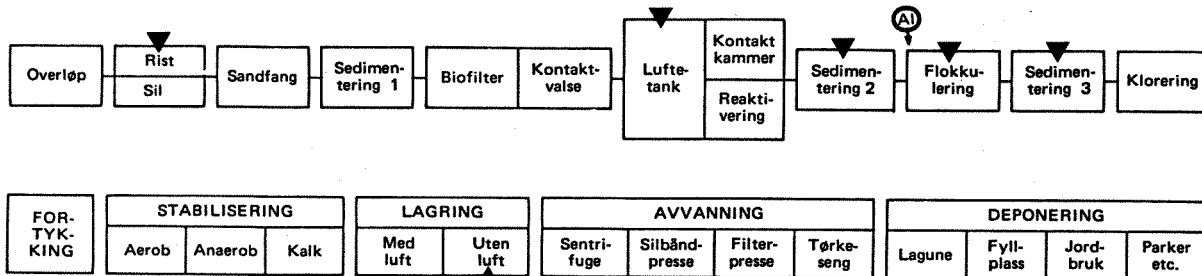 Al
Overløp
Rist
Sil
Sandfang
Sedimen-
tering 1
Biofilter
Kontakt-
valse
Lufte-
tank
Kontakt
kammer
Reakti-
vering
Sedimen-
tering 2
Flokku-
lering
Sedimen-
tering 3
Klorering
FOR-
TYK-
KING
STABILISERING
Aerob
Anaerob
Kalk
LAGRING
Med
luft
Uten
luft
AVVANNING
Sentri-
fuge
Silbånd-
presse
Filter-
presse
Tørke-
seng
DEPONERING
Lagune
Fyll-
plass
Jord-
bruk
Parker
etc.